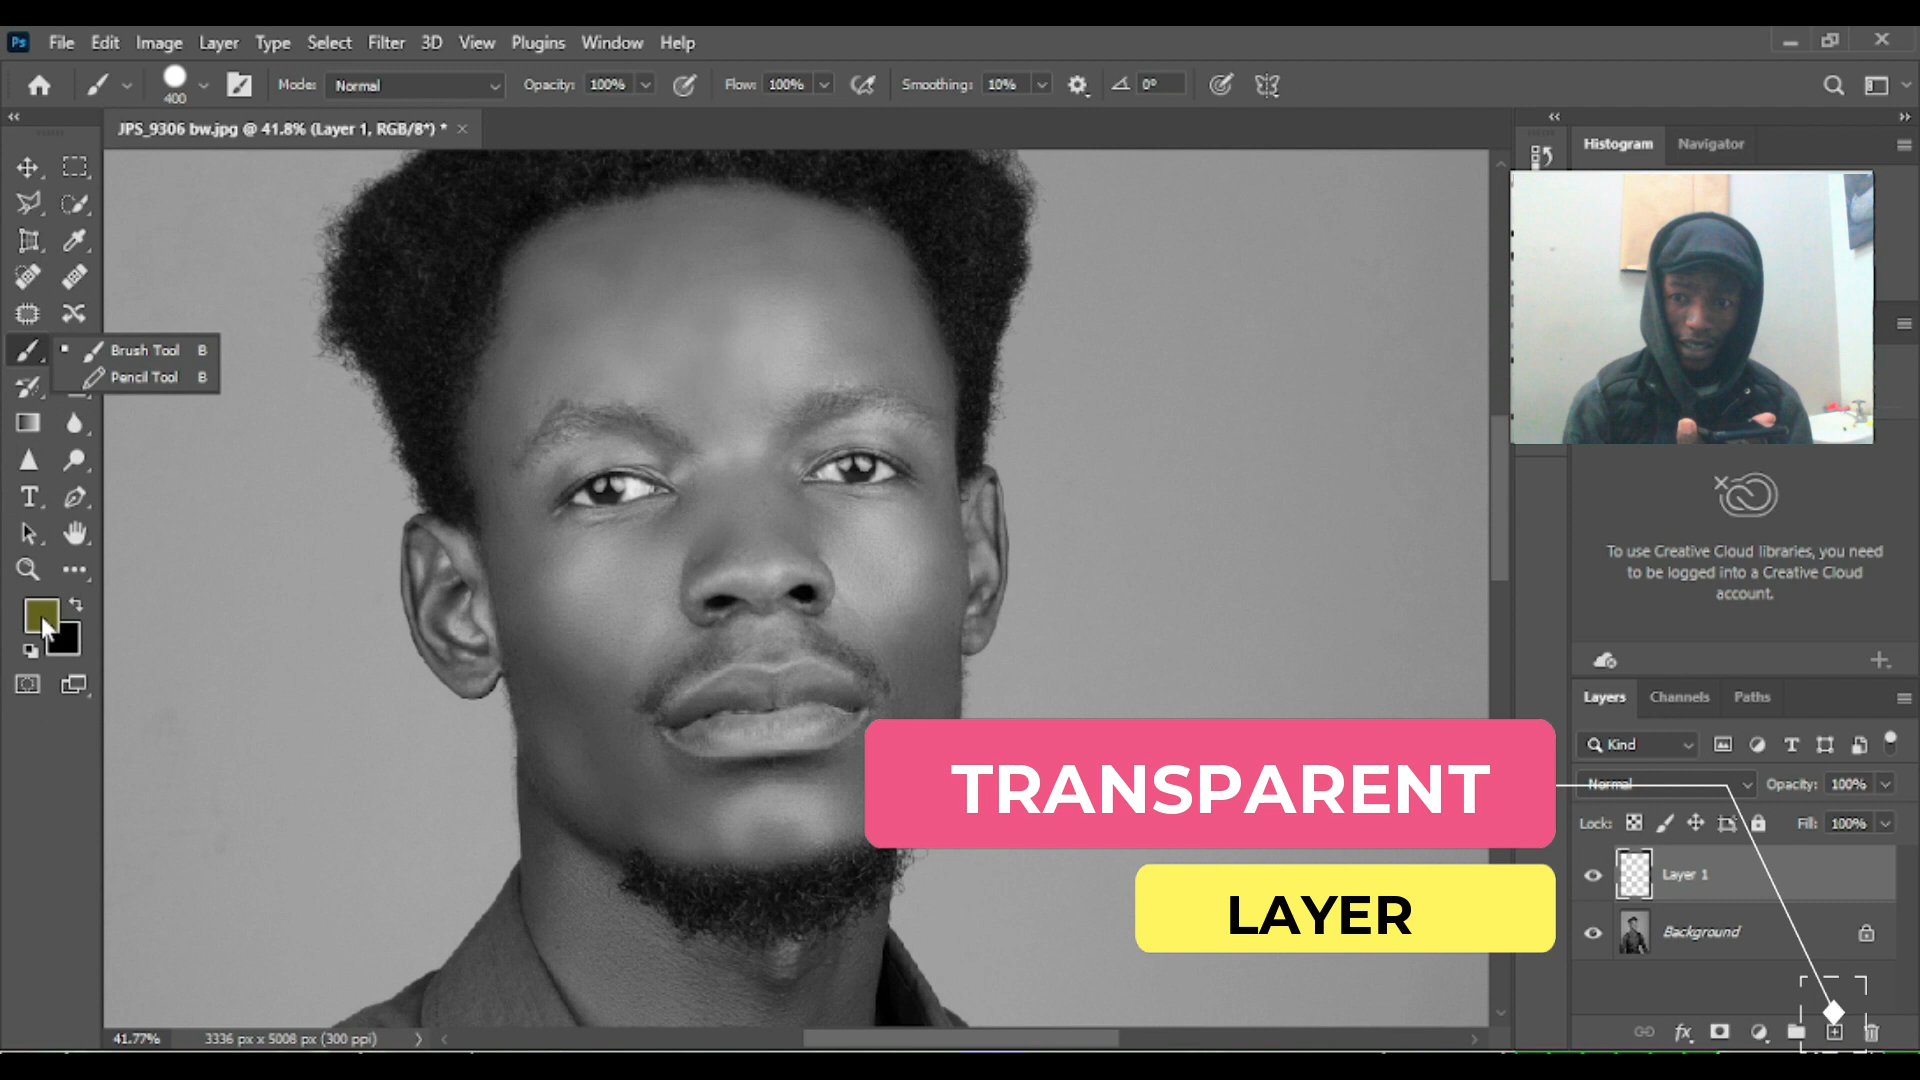 Ps File Edit Image Layer Type Select Filter 3D View Plugins Window Help
400 Mode: Normal Opacity: 100% Flow: 100% Smoothing: 10% 0°
JPS_9306 bw.jpg @ 41.8% (Layer 1, RGB/8*) *
Histogram Navigator
Brush Tool B
Pencil Tool B
To use Creative Cloud libraries, you need
to be logged into a Creative Cloud
account.
Layers Channels Paths
Kind
Normal Opacity: 100%
Lock: Fill: 100%
TRANSPARENT
LAYER
Layer 1
Background
fx
41.77% 3336 px x 5008 px (300 ppi)